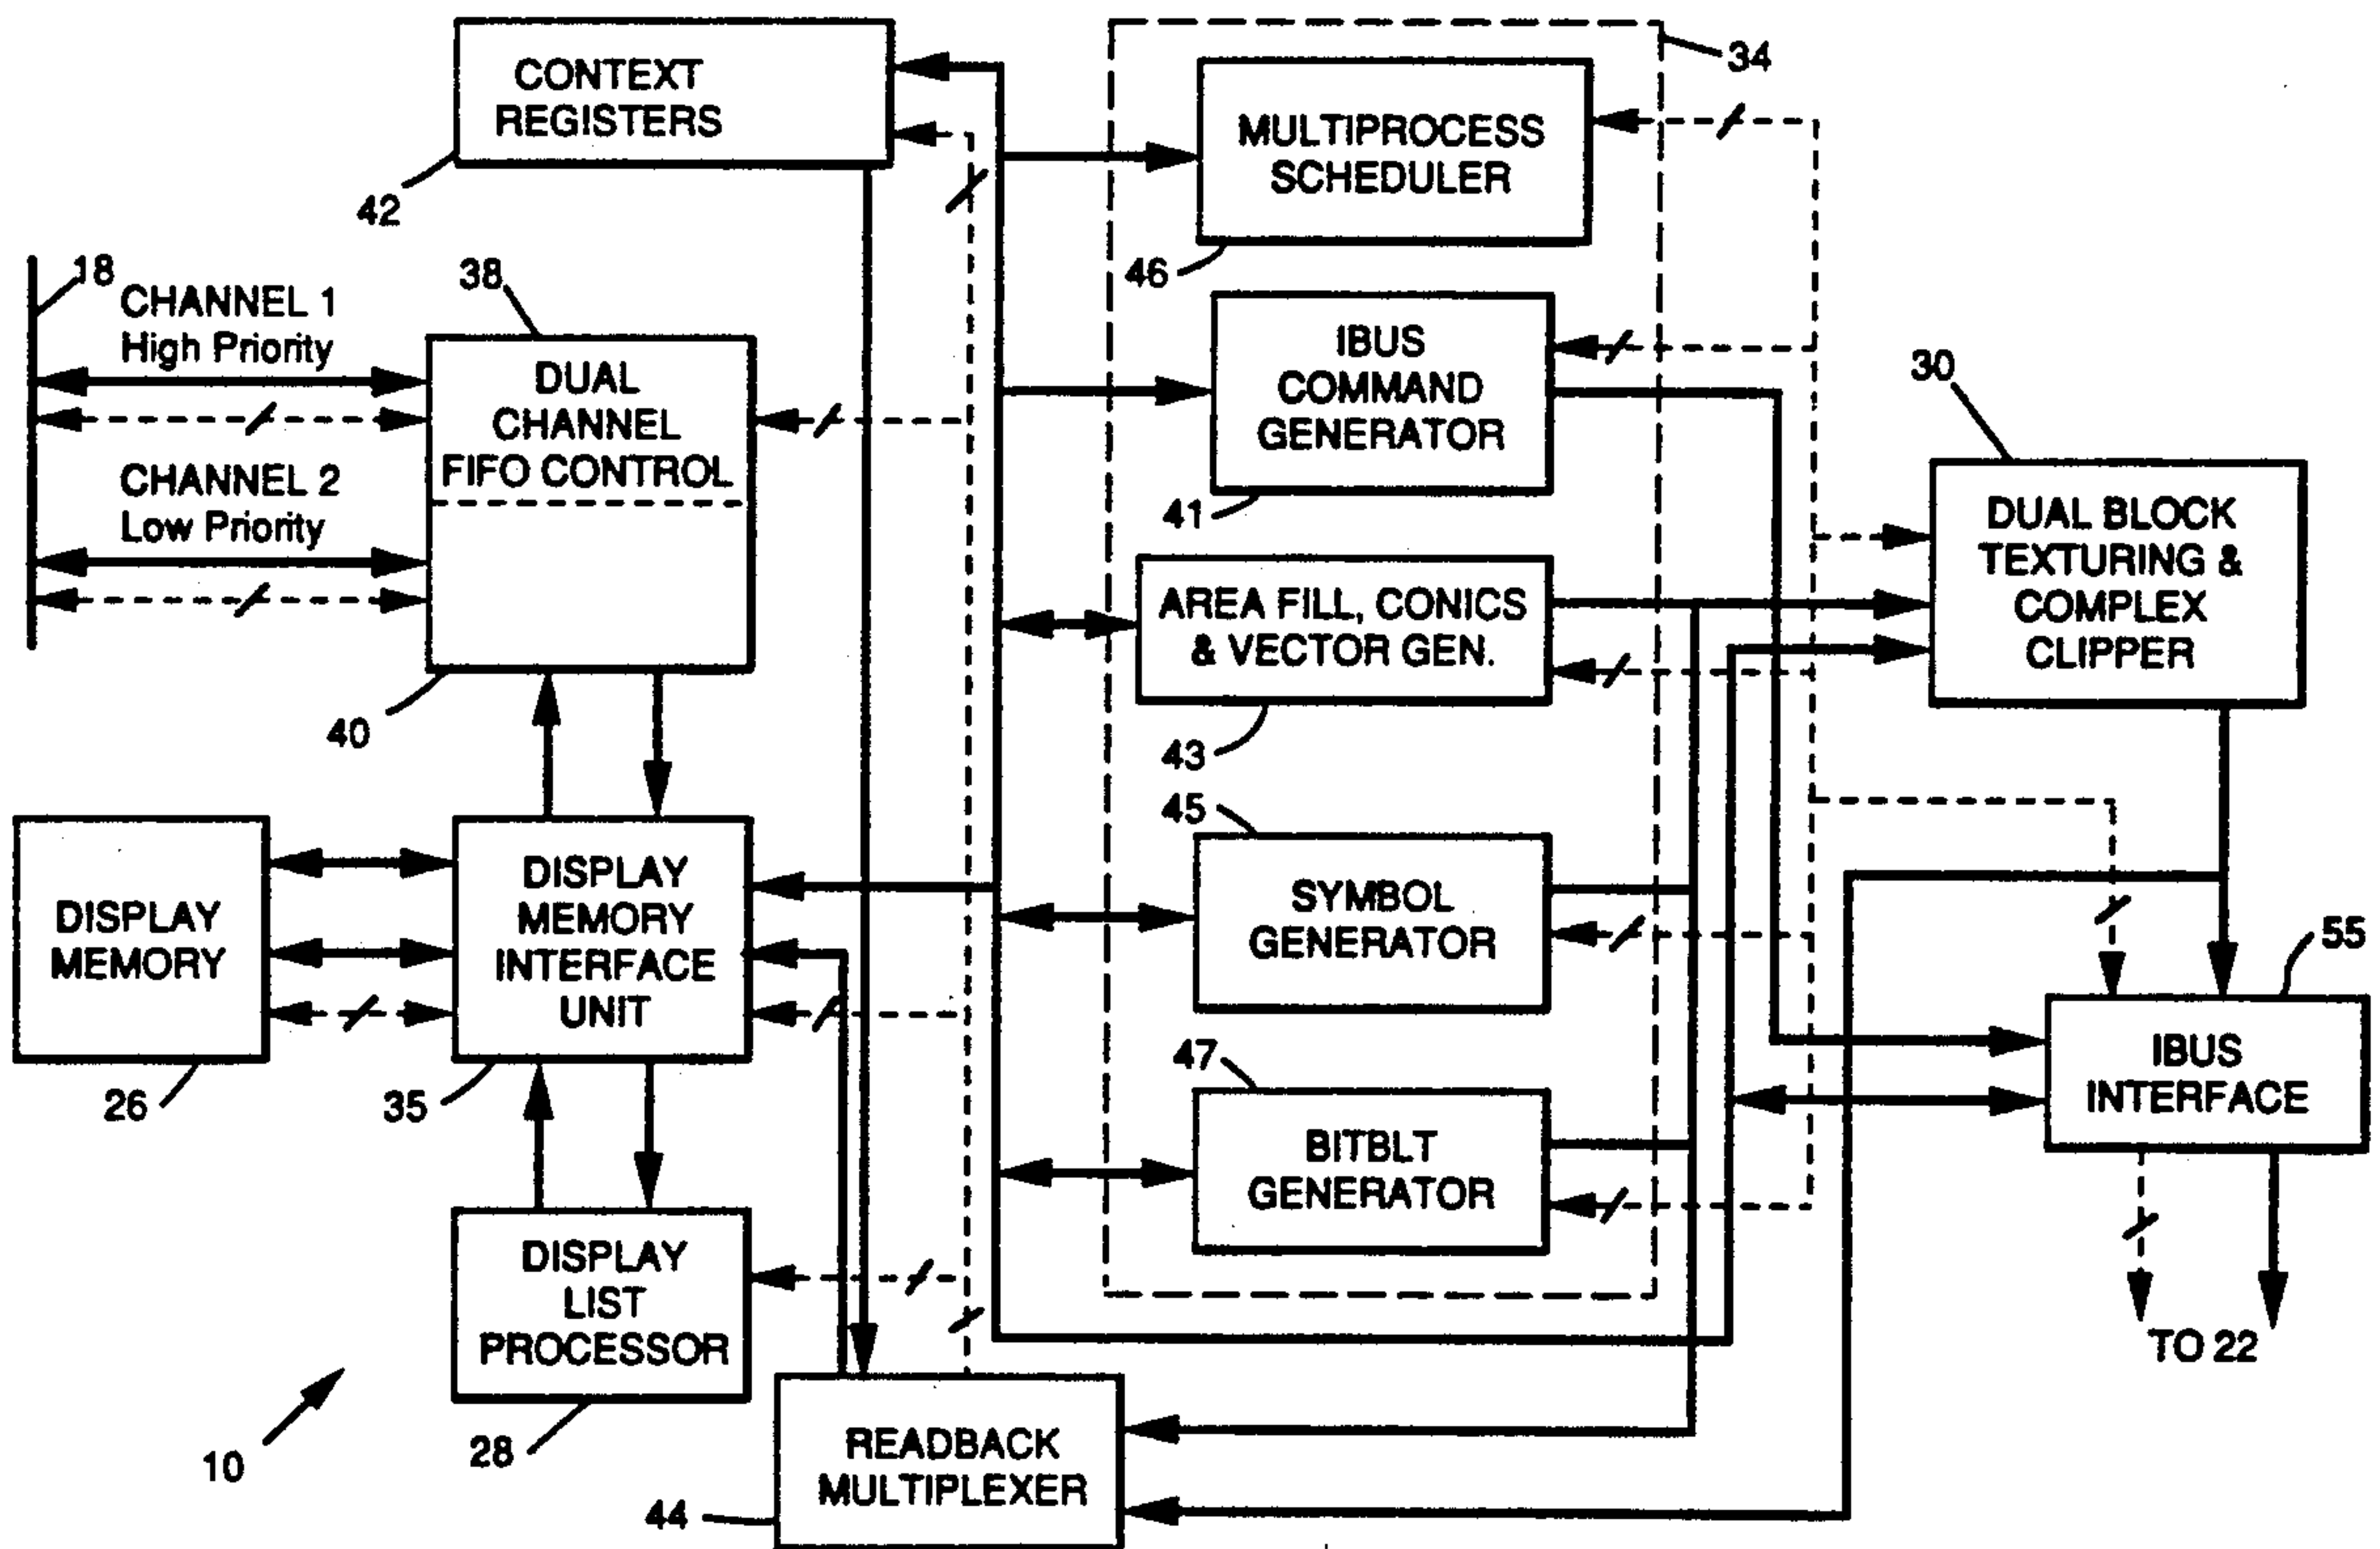 CONTEXT
REGISTERS
42
34
MULTIPROCESS
SCHEDULER
46
18
CHANNEL 1
High Priority
CHANNEL 2
Low Priority
38
DUAL
CHANNEL
FIFO CONTROL
40
IBUS
COMMAND
GENERATOR
41
30
DUAL BLOCK
TEXTURING &
COMPLEX
CLIPPER
AREA FILL, CONICS
& VECTOR GEN.
43
DISPLAY
MEMORY
26
DISPLAY
MEMORY
INTERFACE
UNIT
35
45
SYMBOL
GENERATOR
55
IBUS
INTERFACE
47
BITBLT
GENERATOR
DISPLAY
LIST
PROCESSOR
28
TO 22
10
READBACK
MULTIPLEXER
44